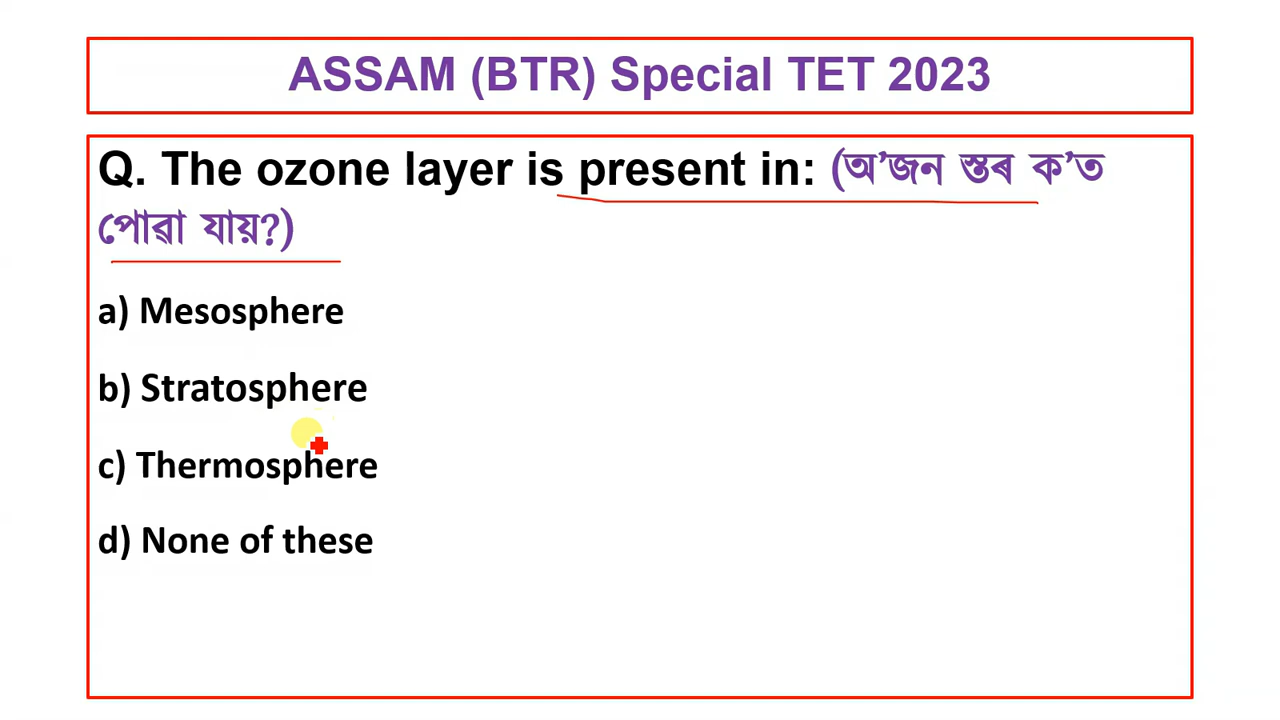 ASSAM (BTR) Special TET 2023
Q. The ozone layer is present in: (অ’জন স্তৰ ক’ত
পোৱা যায়?)
a) Mesosphere
b) Stratosphere
c) Thermosphere
d) None of these